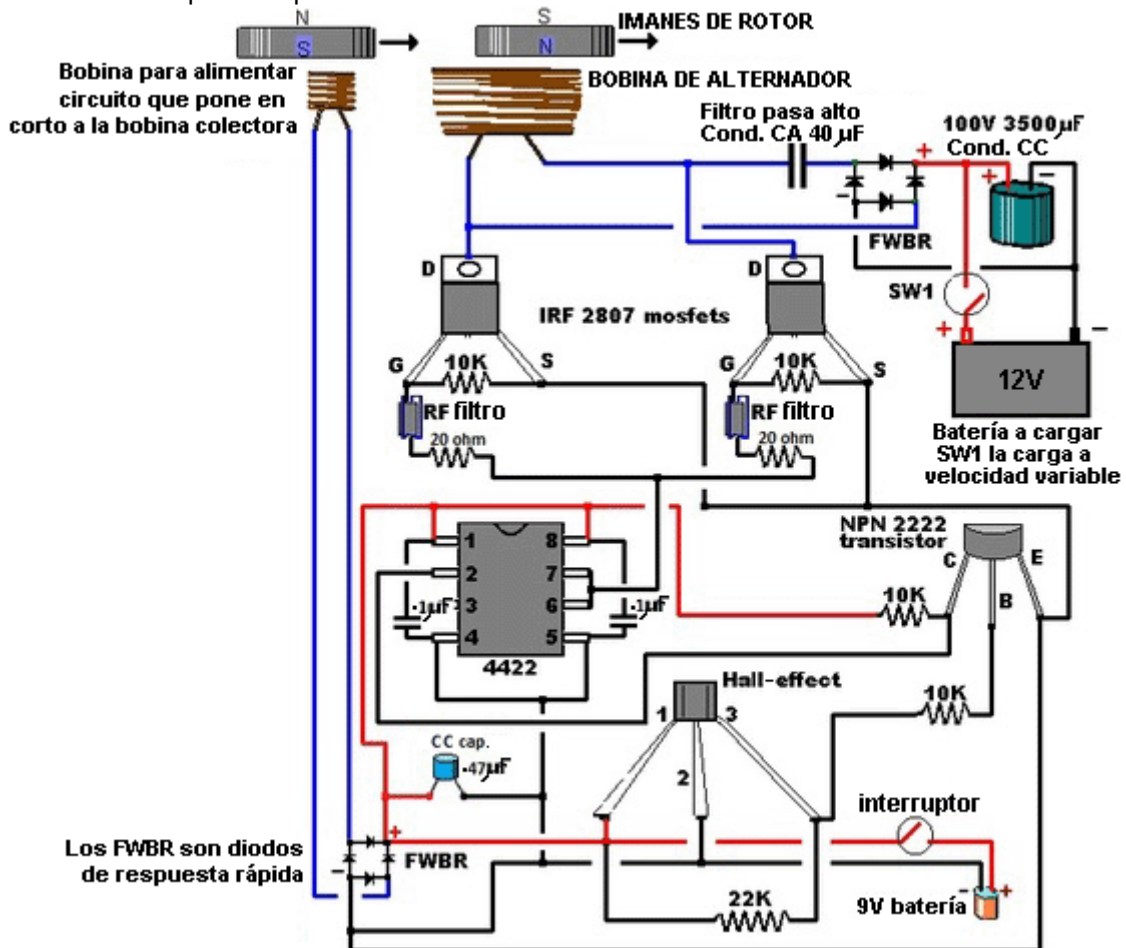 N
S
S
N
IMANES DE ROTOR
Bobina para alimentar
circuito que pone en
corto a la bobina colectora
BOBINA DE ALTERNADOR
Filtro pasa alto
Cond. CA 40 µF
100V 3500µF
Cond. CC
+
+
-
-
FWBR
SW1
+
-
12V
Batería a cargar
SW1 la carga a
velocidad variable
D
D
IRF 2807 mosfets
G
10K
S
G
10K
S
RF filtro
RF filtro
20 ohm
20 ohm
NPN 2222
transistor
C
E
B
10K
1
8
2
7
3
6
4
5
.1µF
.1µF
4422
Hall-effect
1
3
2
10K
CC cap.
.47µF
interruptor
+
-
FWBR
Los FWBR son diodos
de respuesta rápida
22K
-
+
9V batería